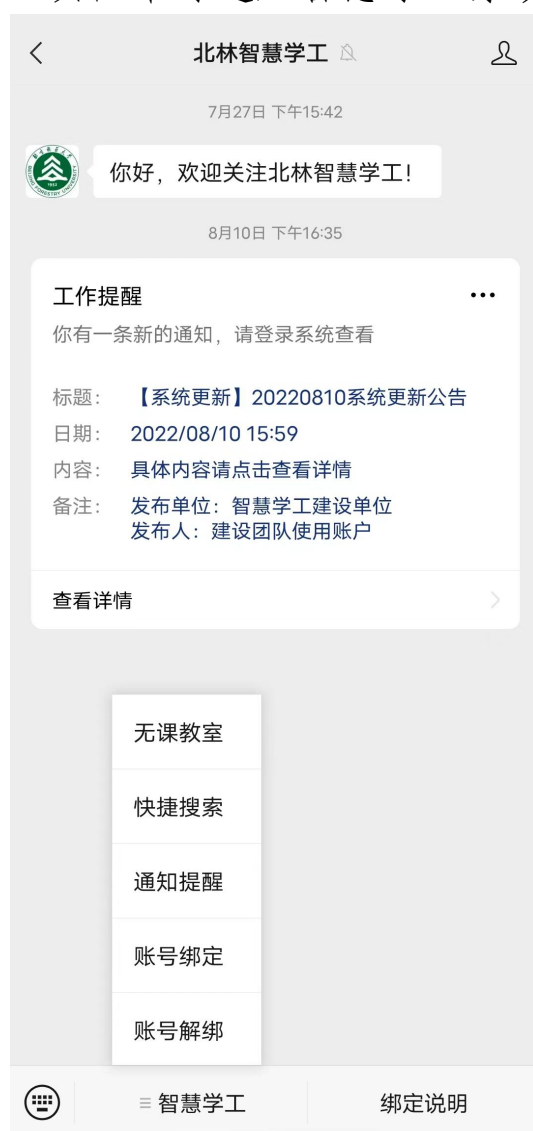 北林智慧学工
7月27日 下午15:42
你好，欢迎关注北林智慧学工！
8月10日 下午16:35
工作提醒
你有一条新的通知，请登录系统查看
标题： 【系统更新】20220810系统更新公告
日期： 2022/08/10 15:59
内容： 具体内容请点击查看详情
备注： 发布单位：智慧学工建设单位
发布人：建设团队使用账户
查看详情
无课教室
快捷搜索
通知提醒
账号绑定
账号解绑
智慧学工
绑定说明